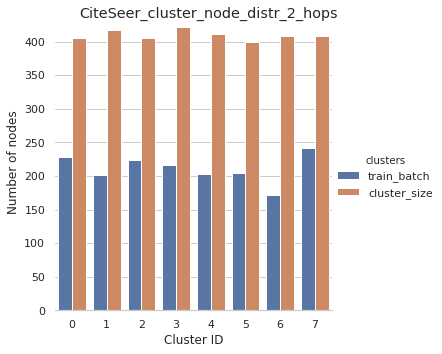 CiteSeer_cluster_node_distr_2_hops
Number of nodes
400
350
300
250
200
150
100
50
0
0 1 2 3 4 5 6 7
Cluster ID
clusters
train_batch
cluster_size